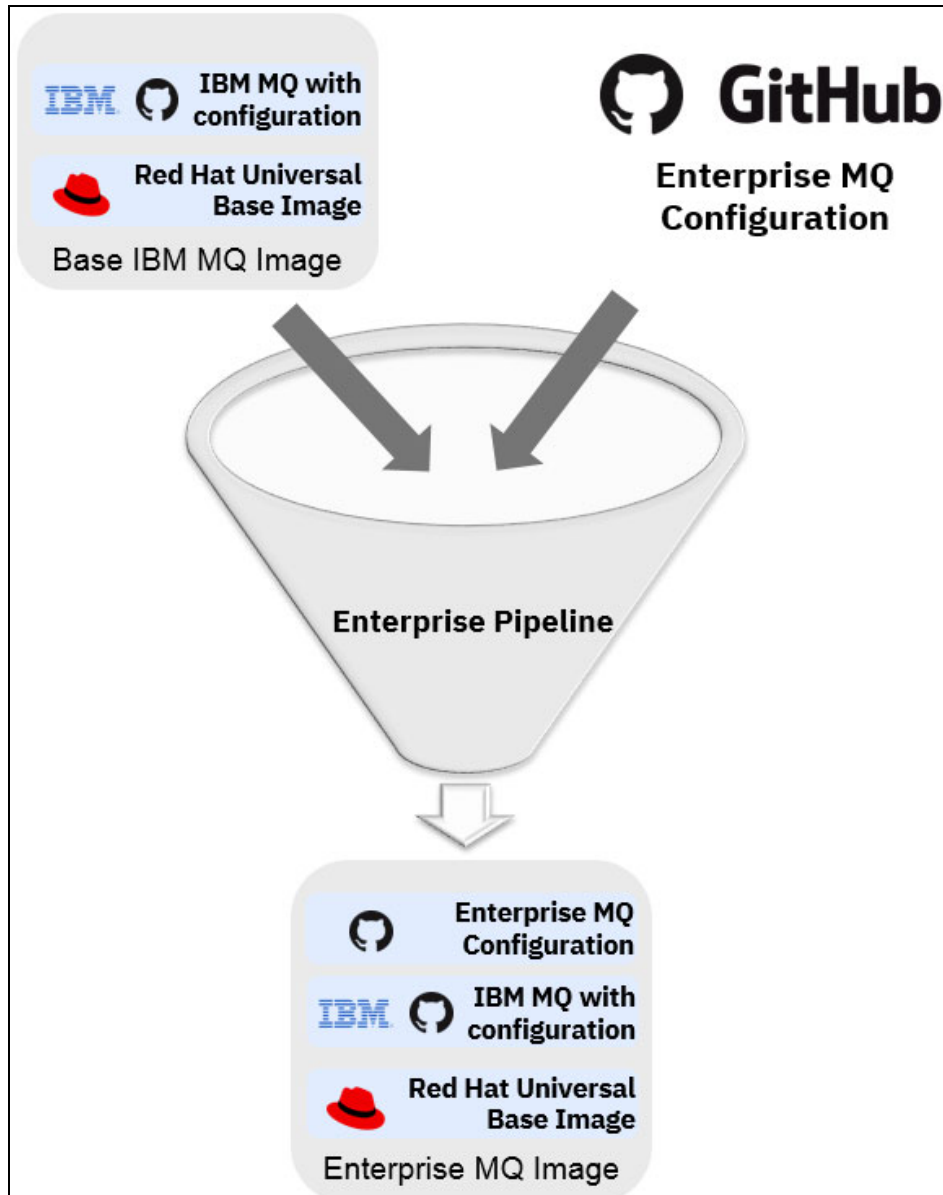 IBM
IBM MQ with
configuration
Red Hat Universal
Base Image
Base IBM MQ Image
GitHub
Enterprise MQ
Configuration
Enterprise Pipeline
Enterprise MQ
Configuration
IBM
IBM MQ with
configuration
Red Hat Universal
Base Image
Enterprise MQ Image